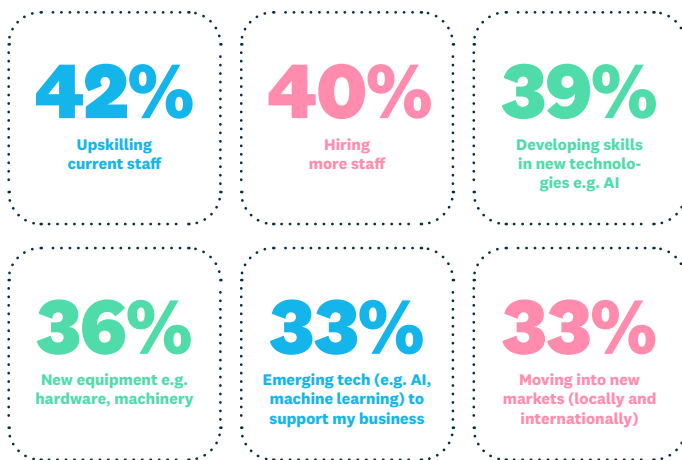 42%
Upskilling
current staff
40%
Hiring
more staff
39%
Developing skills
in new technolo-
gies e.g. AI
36%
New equipment e.g.
hardware, machinery
33%
Emerging tech (e.g. AI,
machine learning) to
support my business
33%
Moving into new
markets (locally and
internationally)